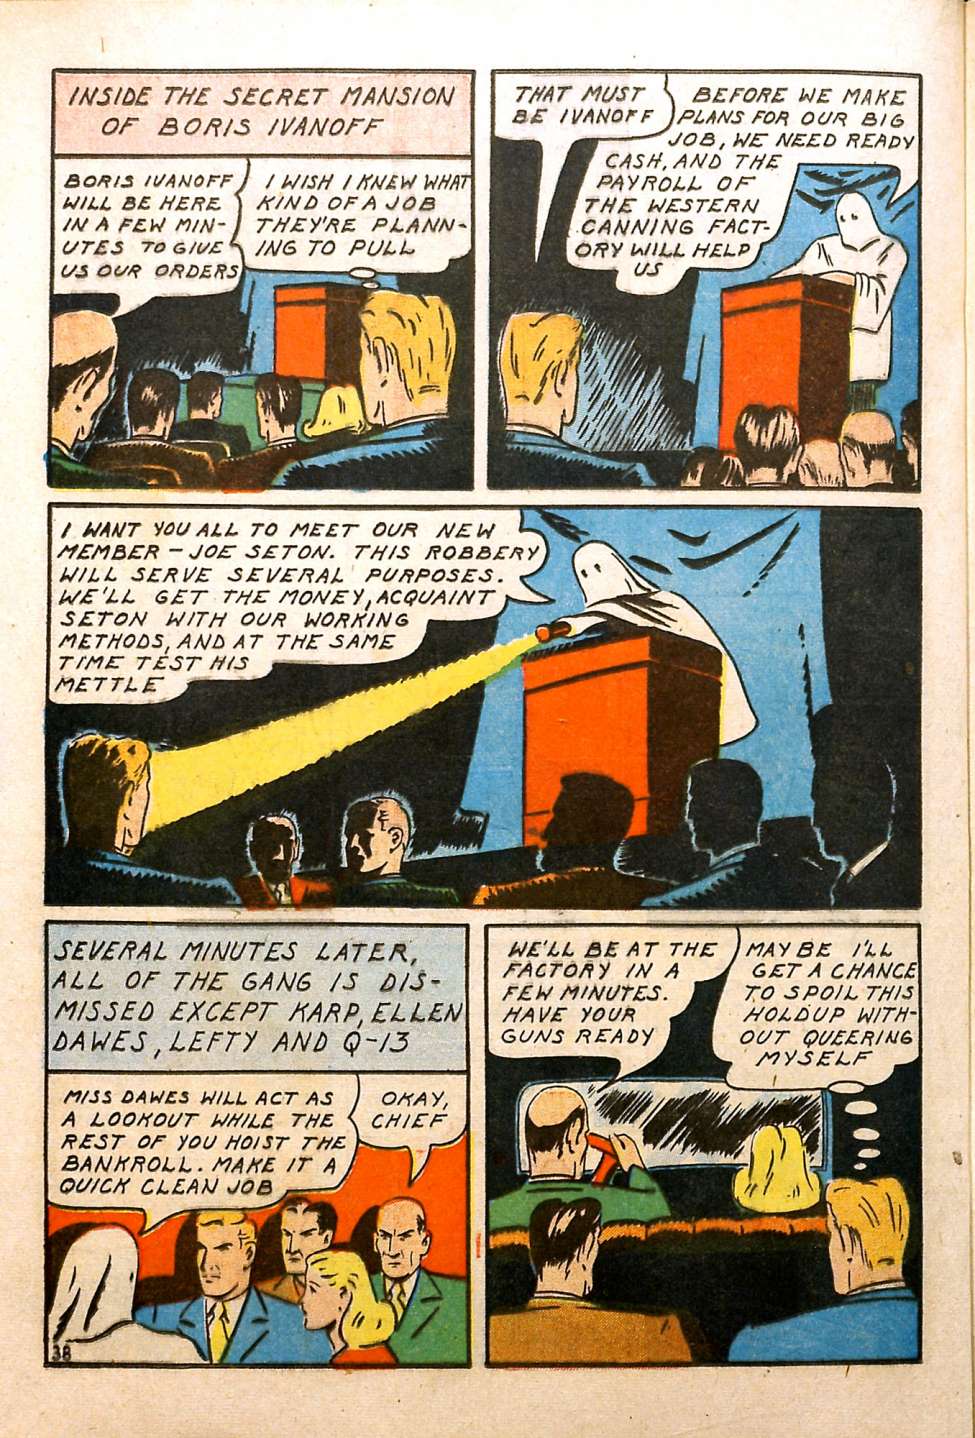 INSIDE THE SECRET MANSION
OF BORIS IVANOFF
BORIS IVANOFF
WILL BE HERE
IN A FEW MIN-
UTES TO GIVE
US OUR ORDERS
I WISH I KNEW WHAT
KIND OF A JOB
THEY'RE PLANN-
ING TO PULL
THAT MUST
BE IVANOFF
BEFORE WE MAKE
PLANS FOR OUR BIG
JOB, WE NEED READY
CASH, AND THE
PAYROLL OF
THE WESTERN
CANNING FACT-
ORY WILL HELP
US
I WANT YOU ALL TO MEET OUR NEW
MEMBER - JOE SETON. THIS ROBBERY
WILL SERVE SEVERAL PURPOSES.
WE'LL GET THE MONEY, ACQUAINT
SETON WITH OUR WORKING
METHODS, AND AT THE SAME
TIME TEST HIS
METTLE
SEVERAL MINUTES LATER,
ALL OF THE GANG IS DIS-
MISSED EXCEPT KARP, ELLEN
DAWES, LEFTY AND Q-13
MISS DAWES WILL ACT AS
A LOOKOUT WHILE THE
REST OF YOU HOIST THE
BANKROLL. MAKE IT A
QUICK CLEAN JOB
OKAY,
CHIEF
38
WE'LL BE AT THE
FACTORY IN A
FEW MINUTES.
HAVE YOUR
GUNS READY
MAYBE I'LL
GET A CHANCE
TO SPOIL THIS
HOLDUP WITH-
OUT QUEERING
MYSELF